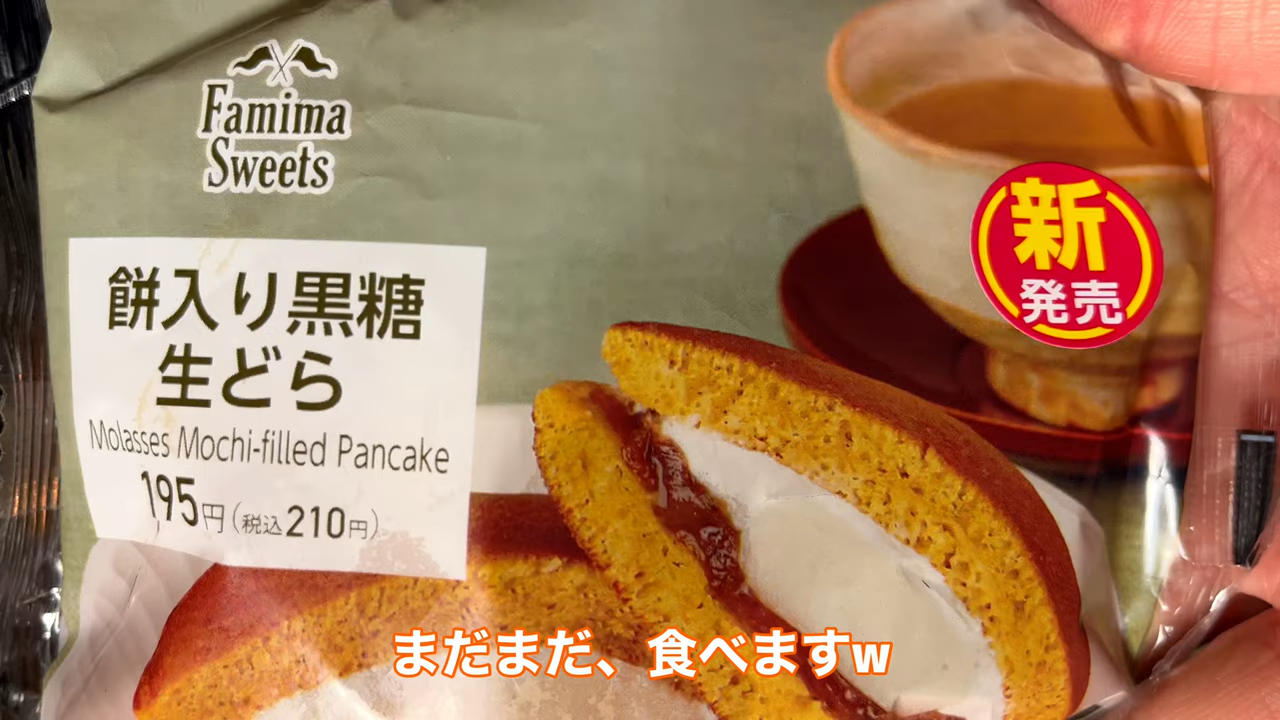 Famima
Sweets
新
発売
餅入り黒糖
生どら
Molasses Mochi-filled Pancake
195円(税込210円)
まだまだ、食べますw